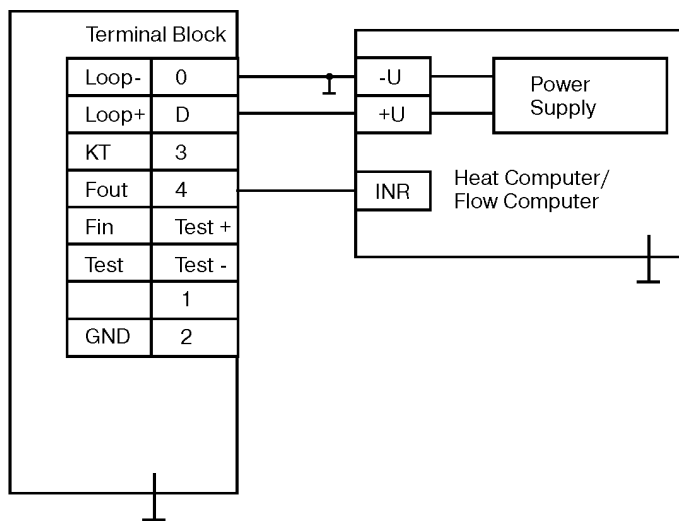 Terminal Block
Loop- 0
Loop+ D
KT 3
Fout 4
Fin Test +
Test Test -
1
GND 2
-U
+U
INR
Power
Supply
Heat Computer/
Flow Computer